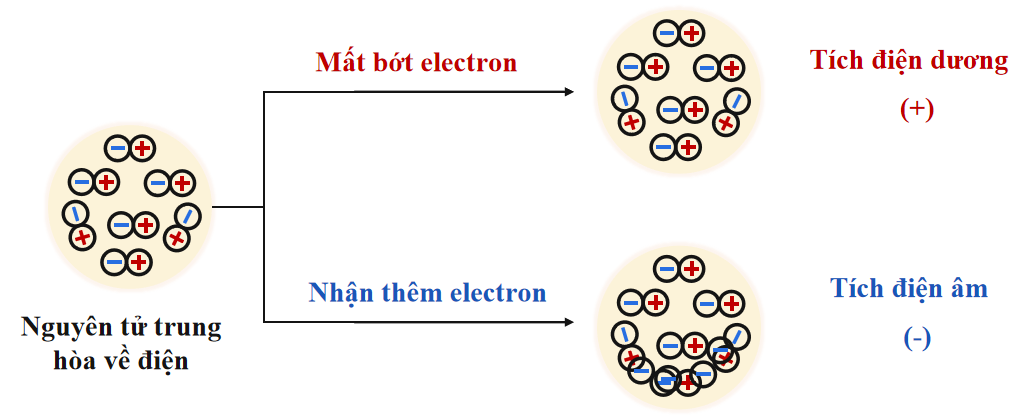 Mất bớt electron
Tích điện dương
(+)
Nguyên tử trung
hòa về điện
Nhận thêm electron
Tích điện âm
(-)